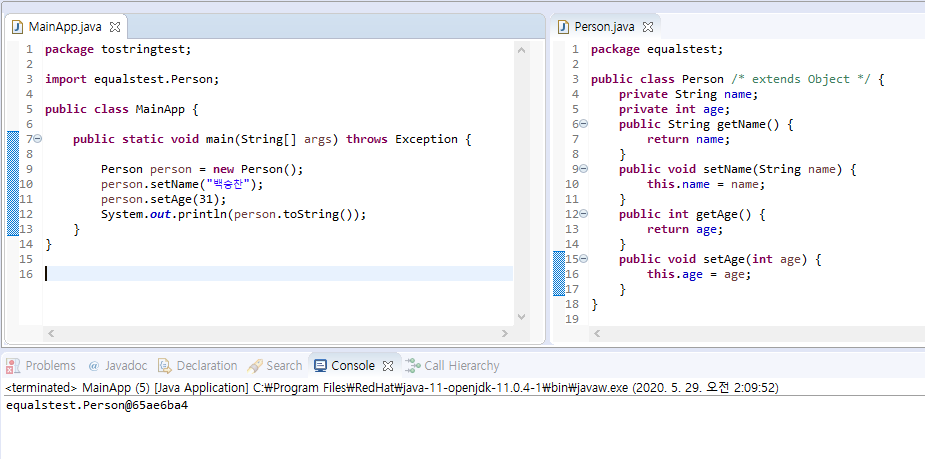 MainApp.java
1 package tostringtest;
2
3 import equalstest.Person;
4
5 public class MainApp {
6
7 public static void main(String[] args) throws Exception {
8
9 Person person = new Person();
10 person.setName("백승찬");
11 person.setAge(31);
12 System.out.println(person.toString());
13 }
14 }
15
16
Person.java
1 package equalstest;
2
3 public class Person /* extends Object */ {
4 private String name;
5 private int age;
6 public String getName() {
7 return name;
8 }
9 public void setName(String name) {
10 this.name = name;
11 }
12 public int getAge() {
13 return age;
14 }
15 public void setAge(int age) {
16 this.age = age;
17 }
18 }
19
Problems @ Javadoc Declaration Search Console Call Hierarchy
<terminated> MainApp (5) [Java Application] C:₩Program Files₩RedHat₩java-11-openjdk-11.0.4-1₩bin₩javaw.exe (2020. 5. 29. 오전 2:09:52)
equalstest.Person@65ae6ba4